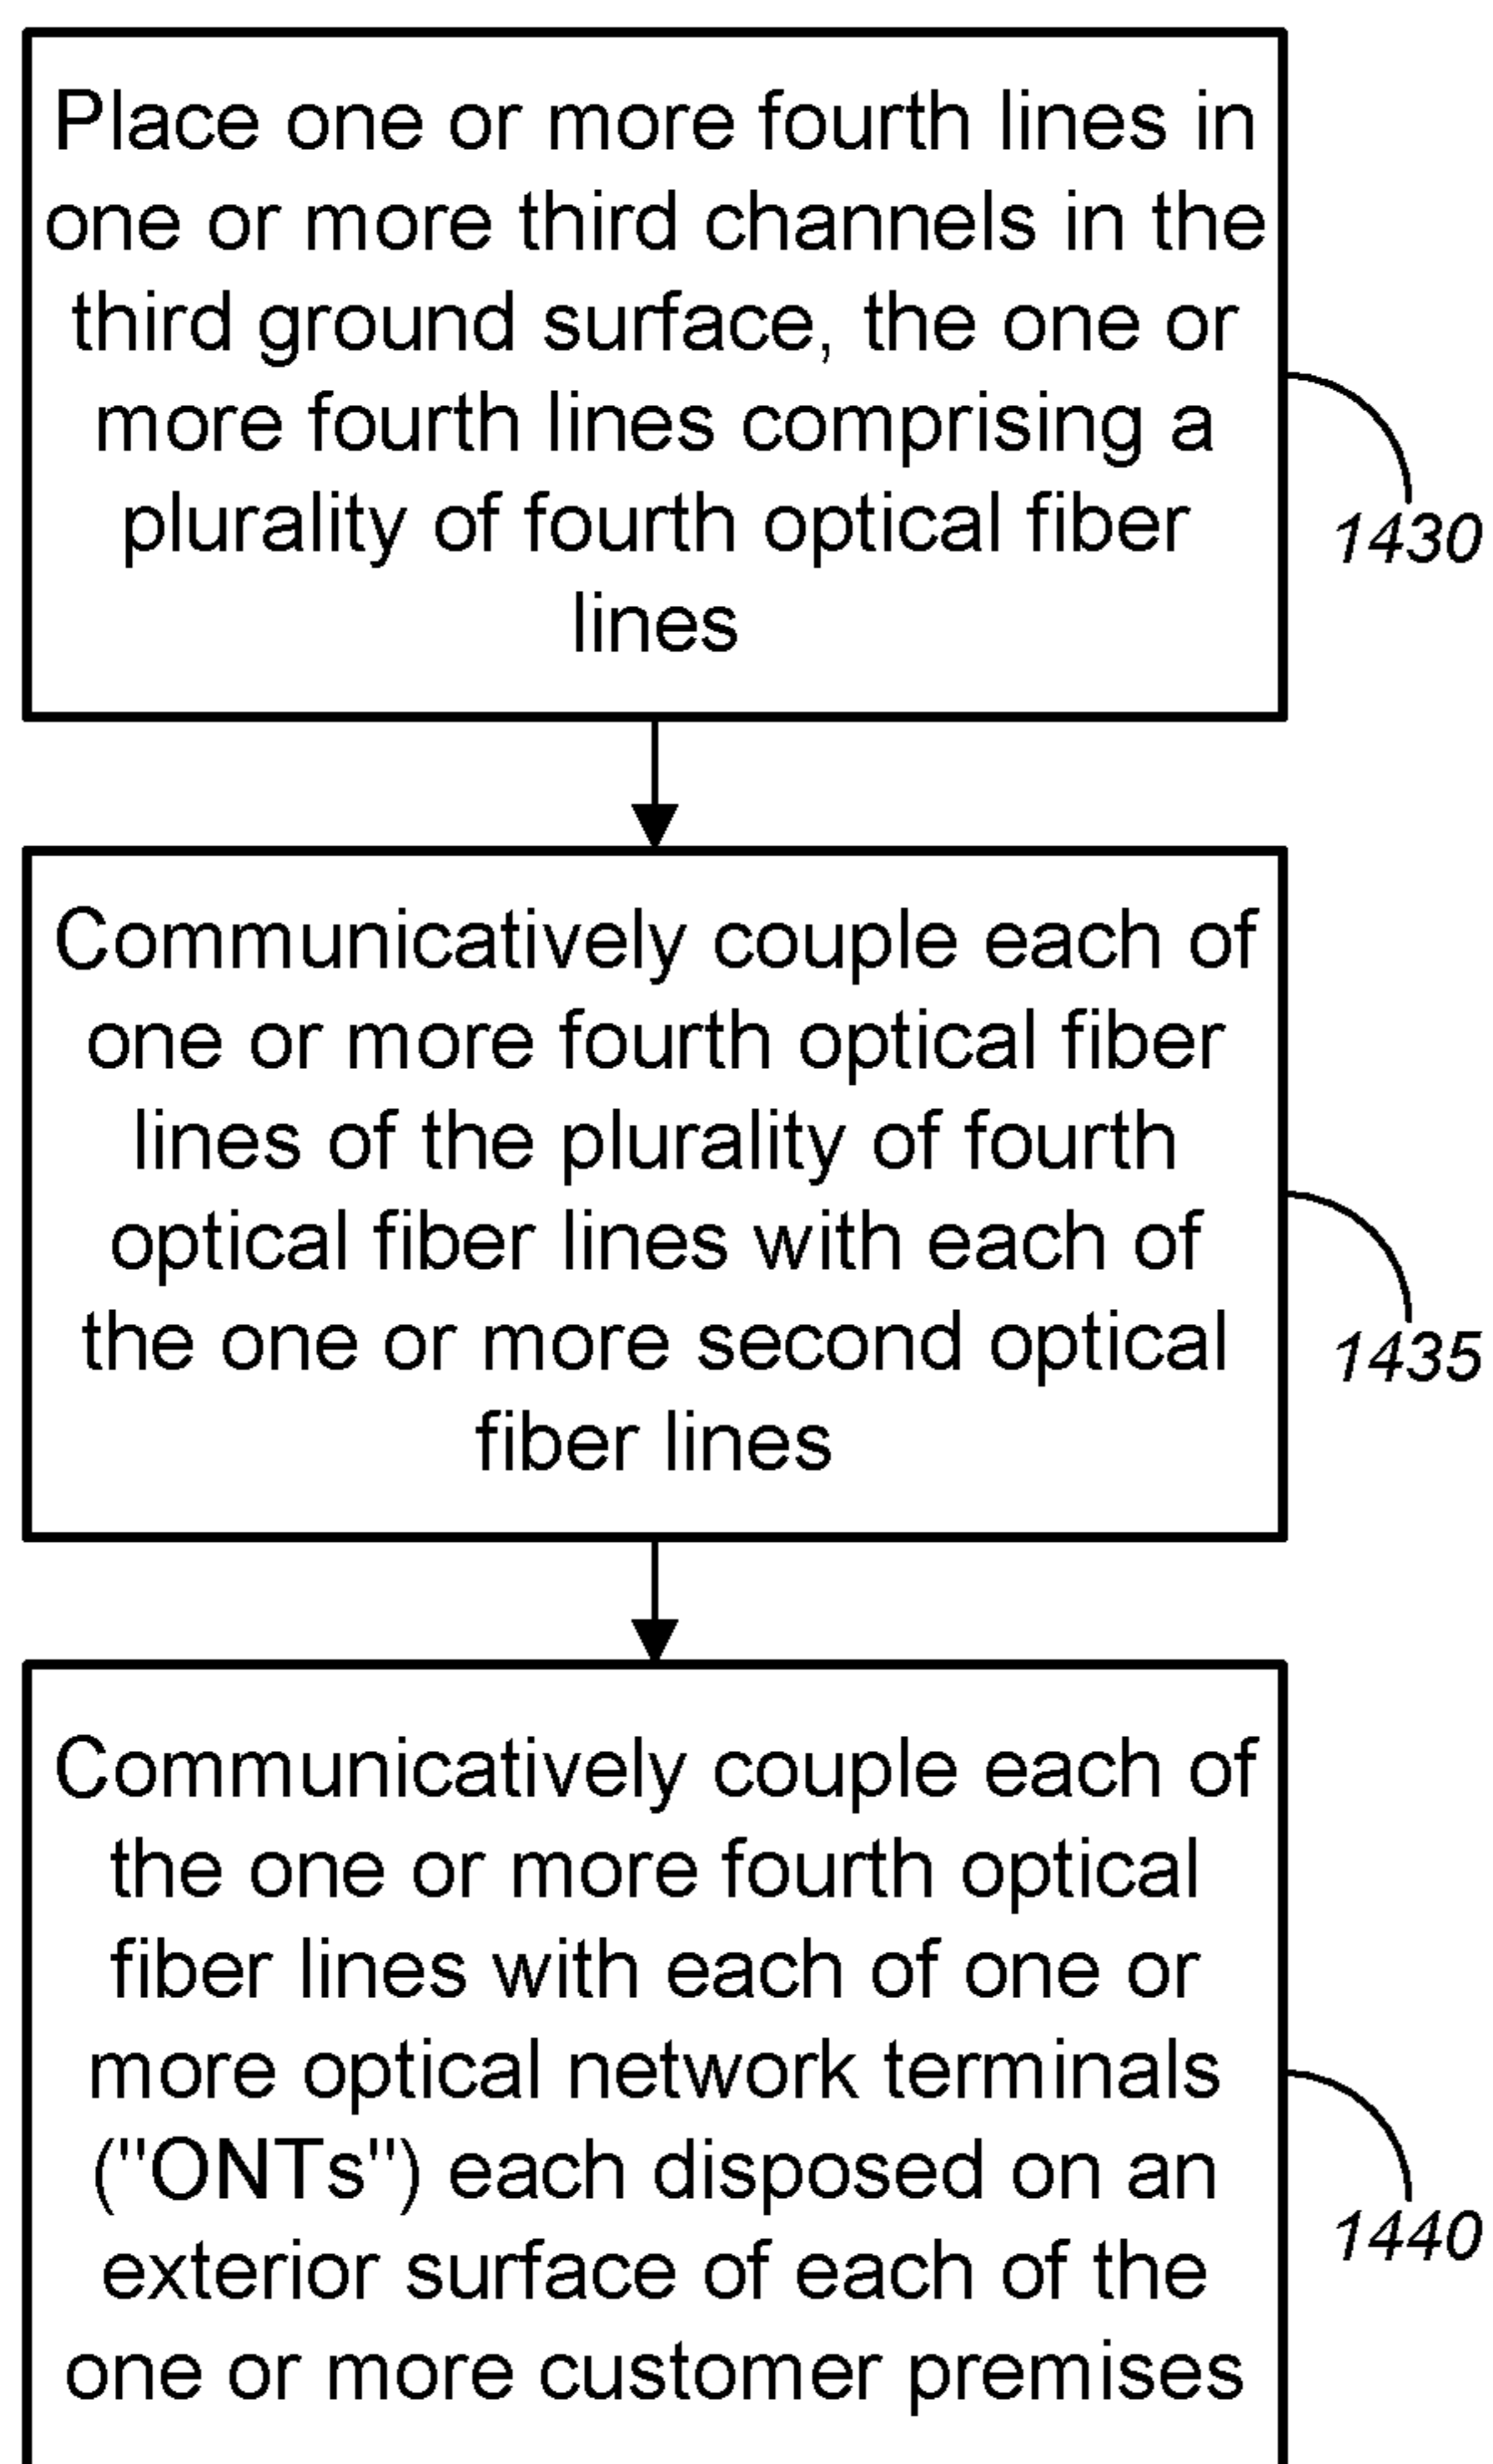 Place one or more fourth lines in
one or more third channels in the
third ground surface, the one or
more fourth lines comprising a
plurality of fourth optical fiber
lines
1430
Communicatively couple each of
one or more fourth optical fiber
lines of the plurality of fourth
optical fiber lines with each of
the one or more second optical
fiber lines
1435
Communicatively couple each of
the one or more fourth optical
fiber lines with each of one or
more optical network terminals
("ONTs") each disposed on an
exterior surface of each of the
one or more customer premises
1440